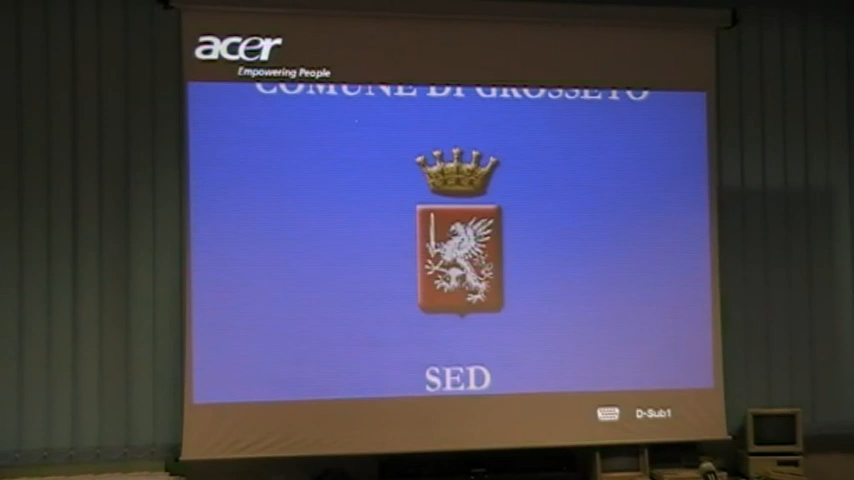 acer
Empowering People
COMUNE DI GROSSETO
SED
D-Sub1